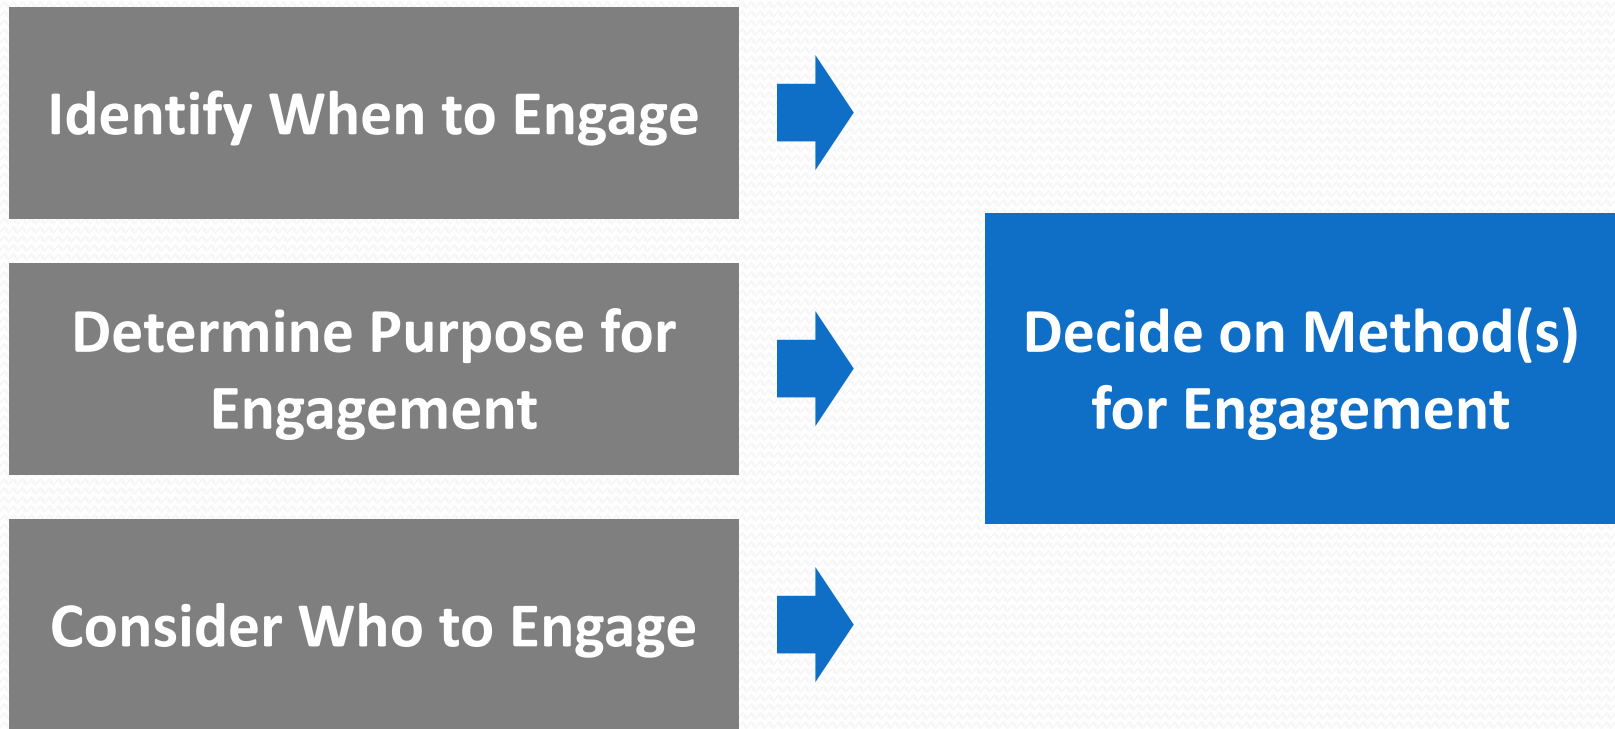 Identify When to Engage
Determine Purpose for
Engagement
Consider Who to Engage
Decide on Method(s)
for Engagement